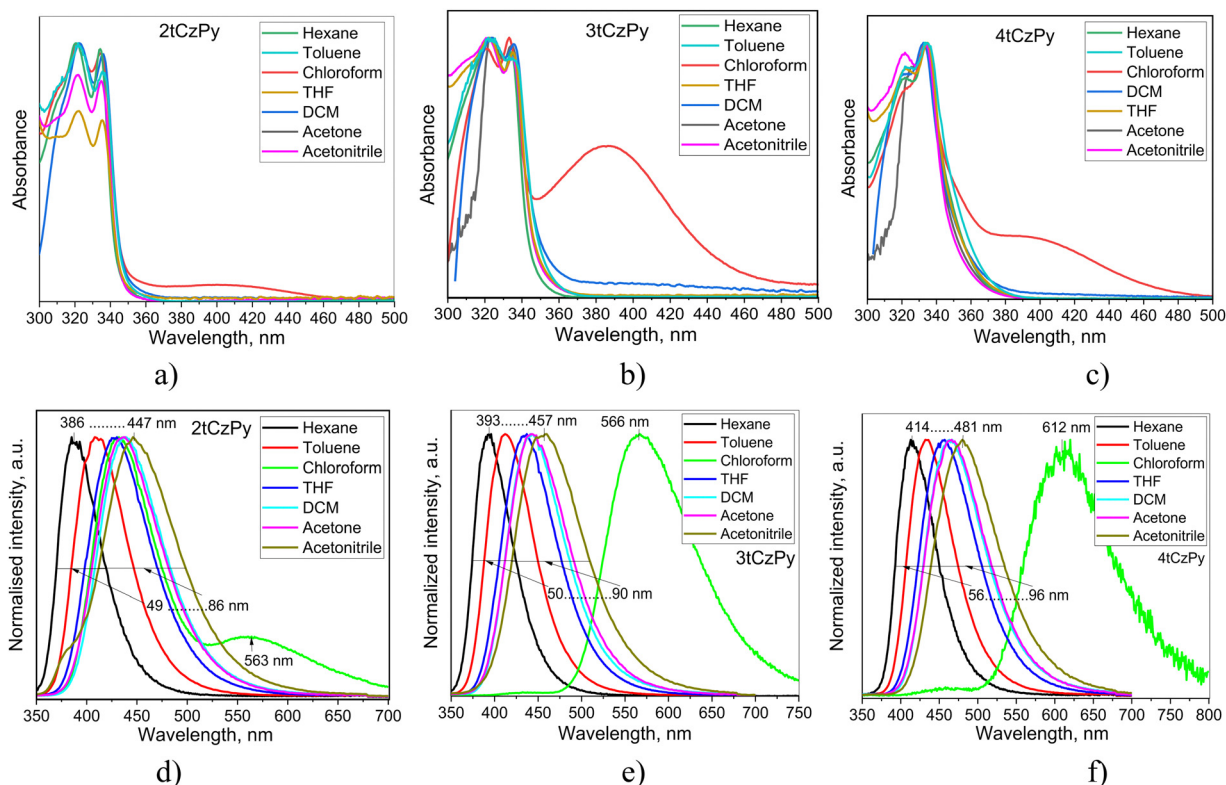 2tCzPy
Hexane
Toluene
Chloroform
THF
DCM
Acetone
Acetonitrile
Absorbance
300 320 340 360 380 400 420 440 460 480 500
Wavelength, nm
a)
3tCzPy
Hexane
Toluene
Chloroform
THF
DCM
Acetone
Acetonitrile
Absorbance
300 320 340 360 380 400 420 440 460 480 500
Wavelength, nm
b)
4tCzPy
Hexane
Toluene
Chloroform
DCM
THF
Acetone
Acetonitrile
Absorbance
300 320 340 360 380 400 420 440 460 480 500
Wavelength, nm
c)
386 .......... 447 nm
2tCzPy
Hexane
Toluene
Chloroform
THF
DCM
Acetone
Acetonitrile
49 ..........86 nm
563 nm
Normalised intensity, a.u.
350 400 450 500 550 600 650 700
Wavelength, nm
d)
393........457 nm
566 nm
Hexane
Toluene
Chloroform
THF
DCM
Acetone
Acetonitrile
3tCzPy
50............90 nm
Normalized intensity, a.u.
350 400 450 500 550 600 650 700 750
Wavelength, nm
e)
414......481 nm
612 nm
Hexane
Toluene
Chloroform
THF
DCM
Acetone
Acetonitrile
4tCzPy
56...........96 nm
Normalized intensity, a.u.
350 400 450 500 550 600 650 700 750 800
Wavelength, nm
f)